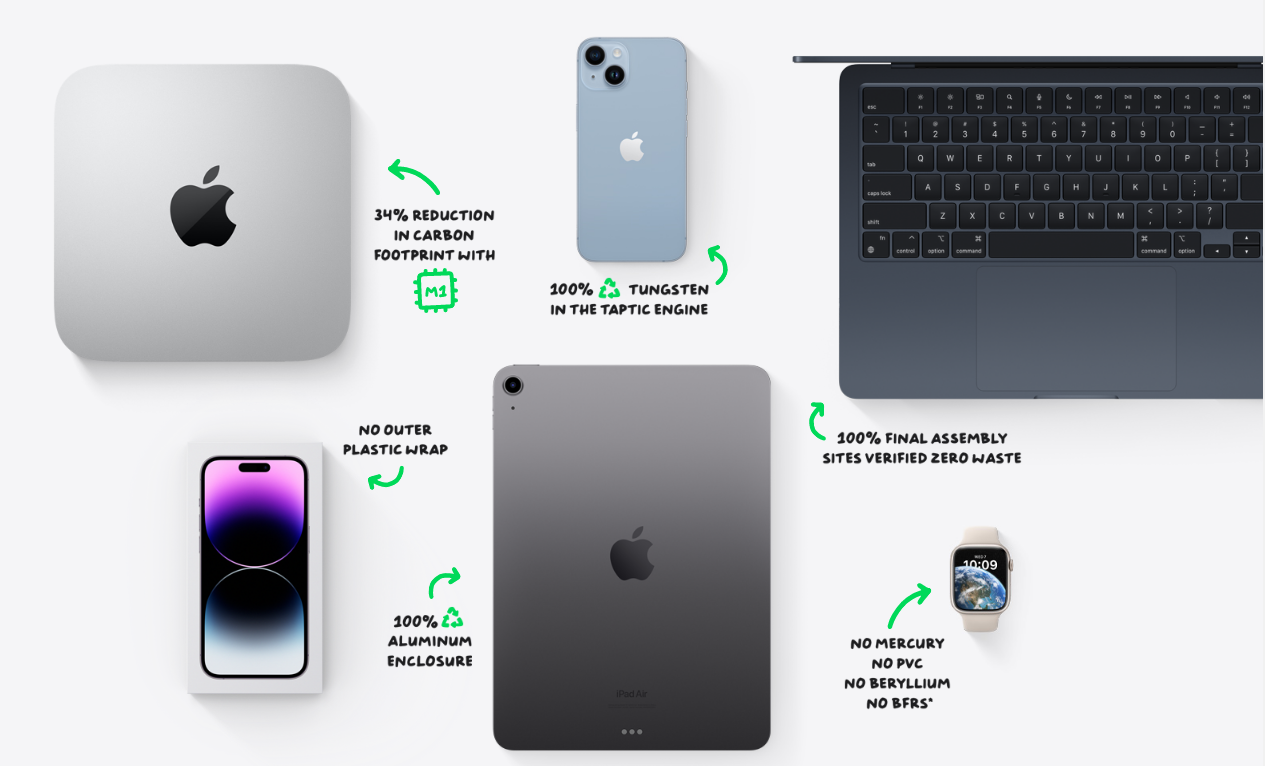 34% REDUCTION
IN CARBON
FOOTPRINT WITH
M1
100% TUNGSTEN
IN THE TAPTIC ENGINE
esc F1 F2 F3 F4 F5 F6 F7 F8 F9 F10 F11 F12
~ ! @ # $ % ^ & * ( ) _ +
` 1 2 3 4 5 6 7 8 9 0 - =
tab Q W E R T Y U I O P { [ } ]
caps lock A S D F G H J K L : ; " '
shift Z X C V B N M < , > . ? /
fn control option command command option
NO OUTER
PLASTIC WRAP
100% FINAL ASSEMBLY
SITES VERIFIED ZERO WASTE
100%
ALUMINUM
ENCLOSURE
iPad Air
WED 7
10:09
NO MERCURY
NO PVC
NO BERYLLIUM
NO BFRS*